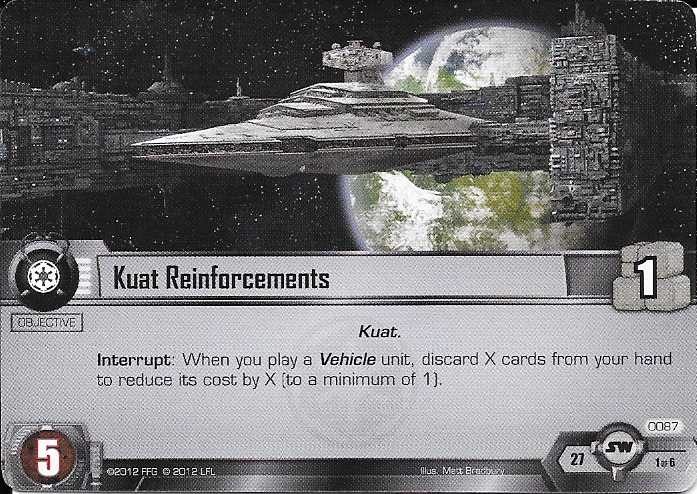 Kuat Reinforcements
1
OBJECTIVE
Kuat.
Interrupt: When you play a Vehicle unit, discard X cards from your hand
to reduce its cost by X (to a minimum of 1).
5
©2012 FFG © 2012 LFL
Illus. Matt Bradbury
27
SW
0087
1 of 6